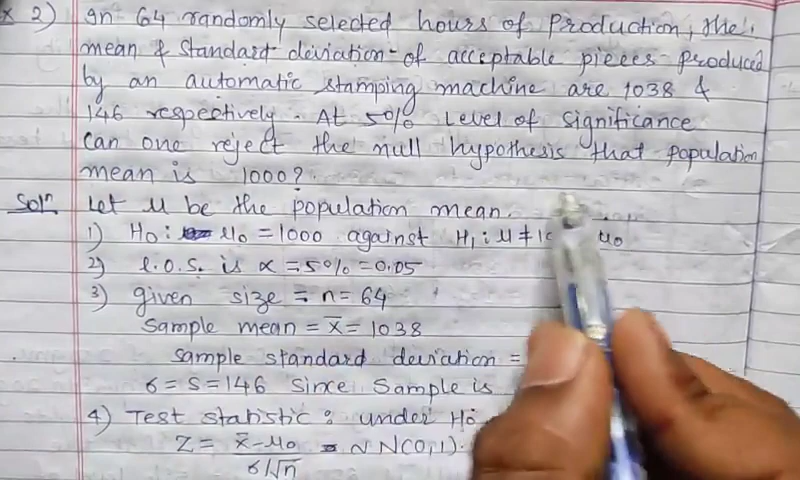 x 2) In 64 randomly selected hours of production, the
mean & standard deviation of acceptable pieces produced
by an automatic stamping machine are 1038 &
146 respectively. At 5% Level of significance
can one reject the null hypothesis that population
mean is 1000?
Soln Let μ be the population mean.
1) H0: μ0 = 1000 against H1: μ ≠ μ0
2) l.o.s. is α = 5% = 0.05
3) given size = n = 64
Sample mean = x̄ = 1038
Sample standard deviation =
σ = S = 146 Since Sample is
4) Test statistic: under H0
Z = x̄-μ0 ~ N(0,1).
σ/√n